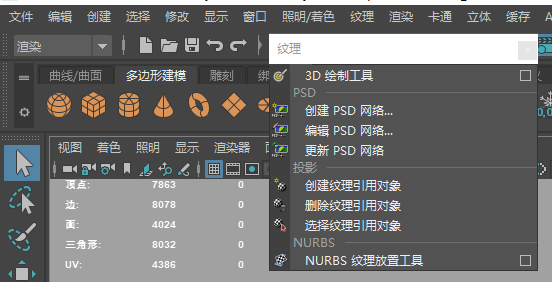 文件 编辑 创建 选择 修改 显示 窗口 照明/着色 纹理 渲染 卡通 立体 缓存
渲染
纹理
曲线/曲面 多边形建模 雕刻
3D 绘制工具
PSD
创建 PSD 网络...
编辑 PSD 网络...
更新 PSD 网络
投影
创建纹理引用对象
删除纹理引用对象
选择纹理引用对象
NURBS
NURBS 纹理放置工具
视图 着色 照明 显示 渲染器
顶点: 7863 0
边: 8078 0
面: 4024 0
三角形: 8032 0
UV: 4386 0